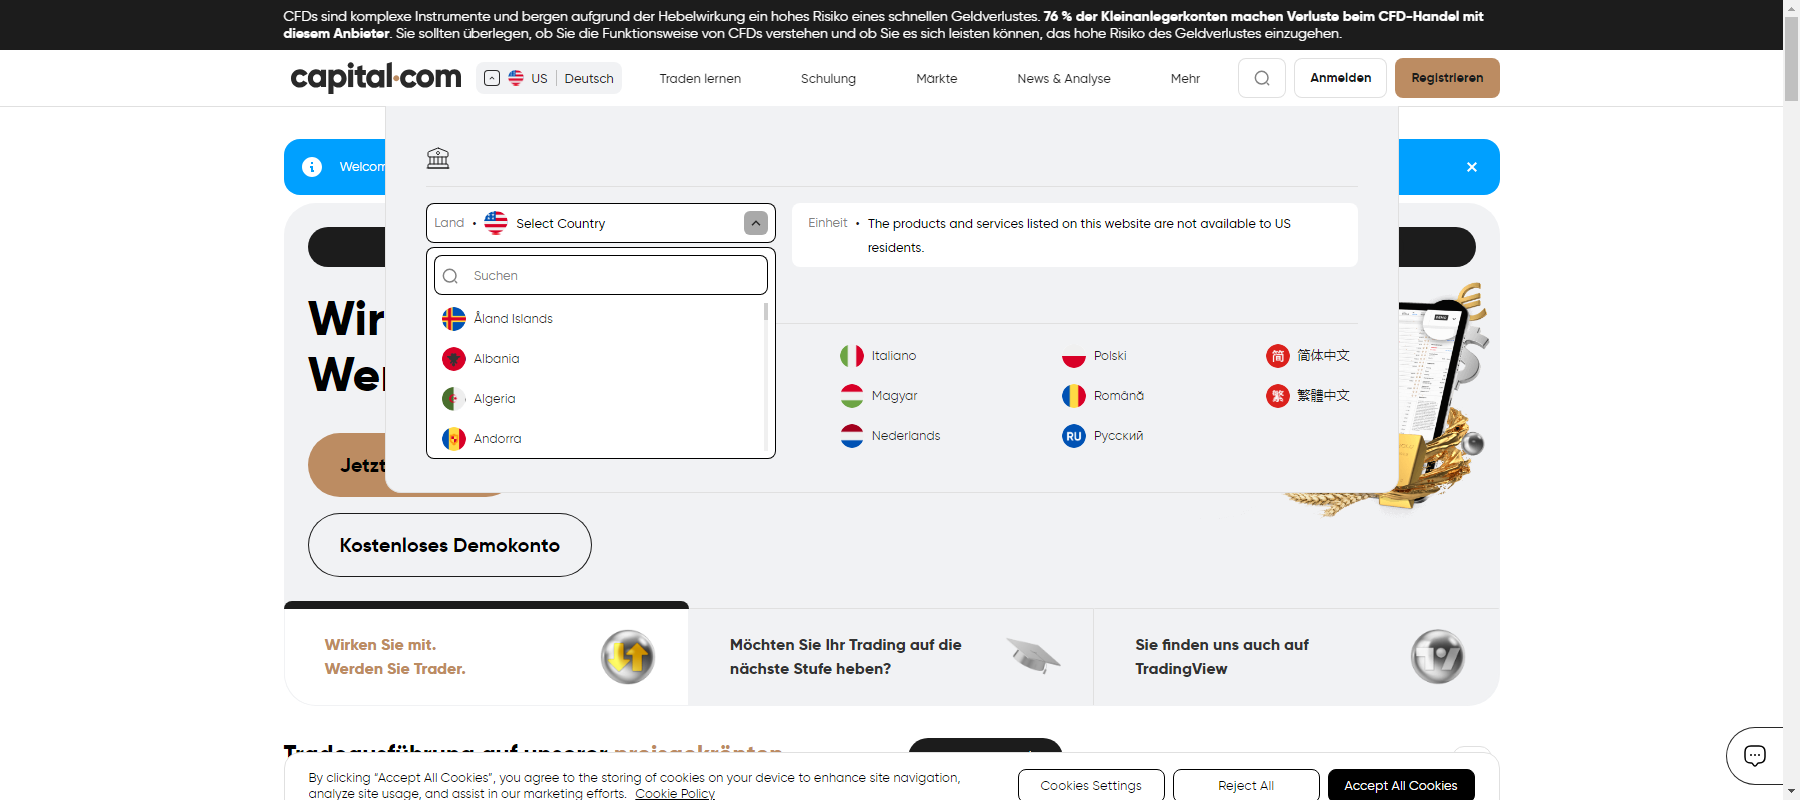 CFDs sind komplexe Instrumente und bergen aufgrund der Hebelwirkung ein hohes Risiko eines schnellen Geldverlustes. 76 % der Kleinanlegerkonten machen Verluste beim CFD-Handel mit
diesem Anbieter. Sie sollten überlegen, ob Sie die Funktionsweise von CFDs verstehen und ob Sie es sich leisten können, das hohe Risiko des Geldverlustes einzugehen.
capital.com
US Deutsch
Traden lernen
Schulung
Märkte
News & Analyse
Mehr
Anmelden
Registrieren
Land • Select Country
Einheit • The products and services listed on this website are not available to US
residents.
Suchen
Åland Islands
Albania
Algeria
Andorra
Italiano
Magyar
Nederlands
Polski
Română
RU Русский
简 简体中文
繁 繁體中文
Jetzt
Kostenloses Demokonto
Wirken Sie mit.
Werden Sie Trader.
Möchten Sie Ihr Trading auf die
nächste Stufe heben?
Sie finden uns auch auf
TradingView
Tradeausführung auf unserer preisgekrönten
By clicking “Accept All Cookies”, you agree to the storing of cookies on your device to enhance site navigation,
analyze site usage, and assist in our marketing efforts. Cookie Policy
Cookies Settings
Reject All
Accept All Cookies